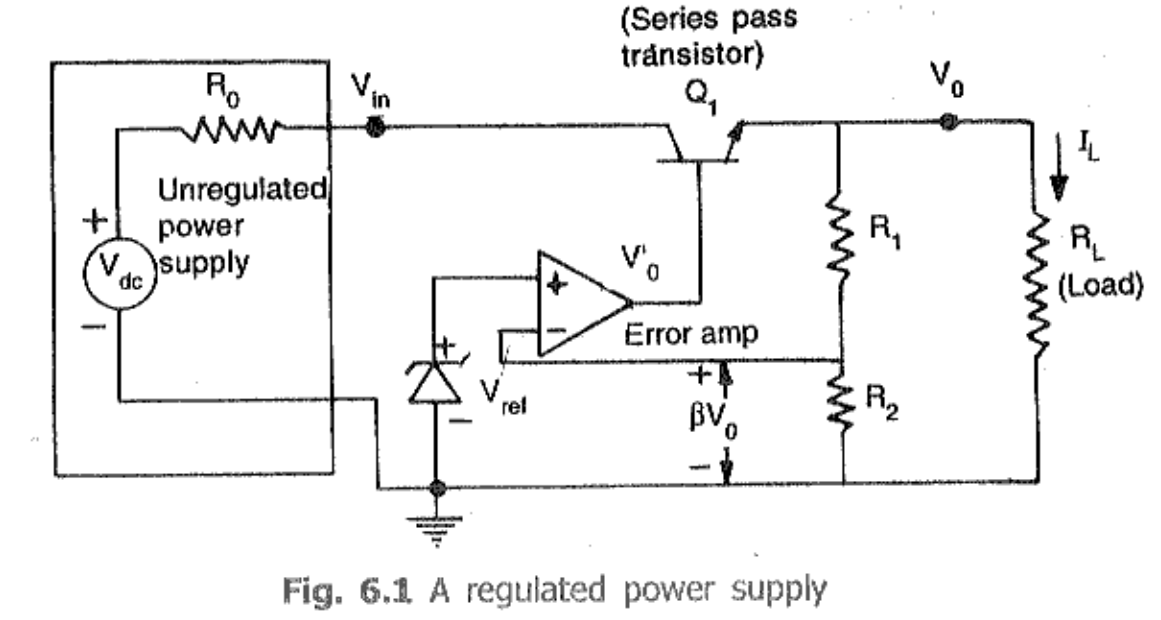 (Series pass
transistor)
Q1
R0
Vin
V0
IL
Unregulated
power
supply
+
Vdc
−
R1
RL
(Load)
V'0
+
−
Error amp
+
Vref
−
+
βV0
−
R2
Fig. 6.1 A regulated power supply